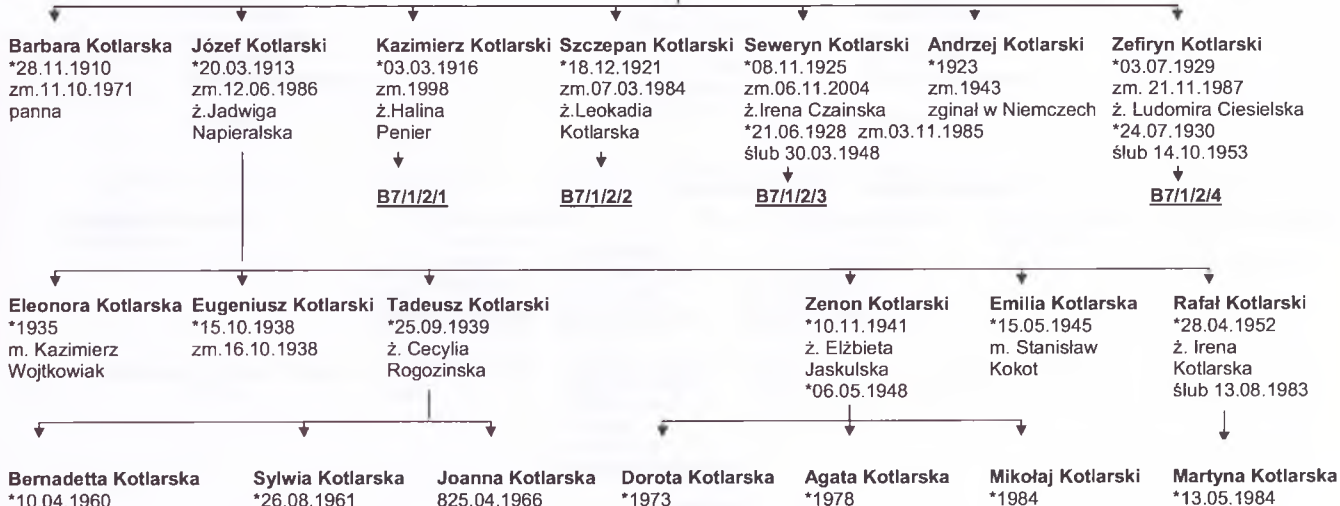 Barbara Kotlarska
*28.11.1910
zm.11.10.1971
panna
Józef Kotlarski
*20.03.1913
zm.12.06.1986
ż.Jadwiga
Napieralska
Kazimierz Kotlarski
*03.03.1916
zm.1998
ż.Halina
Penier
B7/1/2/1
Szczepan Kotlarski
*18.12.1921
zm.07.03.1984
ż.Leokadia
Kotlarska
B7/1/2/2
Seweryn Kotlarski
*08.11.1925
zm.06.11.2004
ż.Irena Czainska
*21.06.1928 zm.03.11.1985
ślub 30.03.1948
B7/1/2/3
Andrzej Kotlarski
*1923
zm.1943
zginał w Niemczech
Zefiryn Kotlarski
*03.07.1929
zm. 21.11.1987
ż. Ludomira Ciesielska
*24.07.1930
ślub 14.10.1953
B7/1/2/4
Eleonora Kotlarska
*1935
m. Kazimierz
Wojtkowiak
Eugeniusz Kotlarski
*15.10.1938
zm.16.10.1938
Tadeusz Kotlarski
*25.09.1939
ż. Cecylia
Rogozinska
Zenon Kotlarski
*10.11.1941
ż. Elżbieta
Jaskulska
*06.05.1948
Emilia Kotlarska
*15.05.1945
m. Stanisław
Kokot
Rafał Kotlarski
*28.04.1952
ż. Irena
Kotlarska
ślub 13.08.1983
Bernadetta Kotlarska
*10.04.1960
Sylwia Kotlarska
*26.08.1961
Joanna Kotlarska
825.04.1966
Dorota Kotlarska
*1973
Agata Kotlarska
*1978
Mikołaj Kotlarski
*1984
Martyna Kotlarska
*13.05.1984